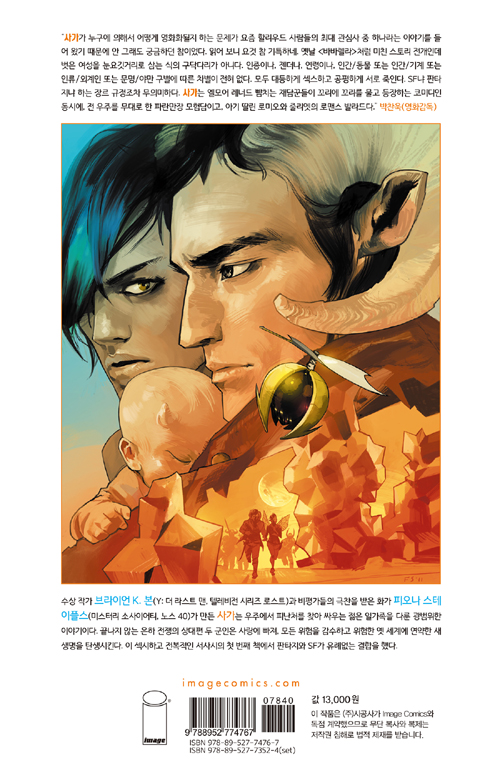 "사가가 누구에 의해서 어떻게 영화화될지 하는 문제가 요즘 할리우드 사람들의 최대 관심사 중 하나라는 이야기를 들
어 왔기 때문에 안 그래도 궁금하던 참이었다. 읽어 보니 요것 참 기특하네. 옛날 <바바렐라>처럼 미친 스토리 전개인데
벗은 여성을 눈요깃거리로 삼는 식의 구닥다리가 아니다. 인종이나, 젠더나, 연령이나, 인간/동물 또는 인간/기계 또는
인류/외계인 또는 문명/야만 구별에 따른 차별이 전혀 없다. 모두 대등하게 섹스하고 공평하게 서로 죽인다. SF나 판타
지냐 하는 장르 규정조차 무의미하다. 사가는 엘모어 레너드 뺨치는 재담꾼들이 꼬리에 꼬리를 물고 등장하는 코미디인
동시에, 전 우주를 무대로 한 파란만장 모험담이고, 아기 딸린 로미오와 줄리엣의 로맨스 발라드다." 박찬욱(영화감독)
수상 작가 브라이언 K. 본(Y: 더 라스트 맨, 텔레비전 시리즈 로스트)과 비평가들의 극찬을 받은 화가 피오나 스테
이플스(미스터리 소사이어티, 노스 40)가 만든 사가는 우주에서 피난처를 찾아 싸우는 젊은 일가족을 다룬 광범위한
이야기이다. 끝나지 않는 은하 전쟁의 상대편 두 군인은 사랑에 빠져, 모든 위험을 감수하고 위험한 옛 세계에 연약한 새
생명을 탄생시킨다. 이 섹시하고 전복적인 서사시의 첫 번째 책에서 판타지와 SF가 유례없는 결합을 했다.
imagecomics.com
image
07840
9 788952 774767
ISBN 978-89-527-7476-7
ISBN 978-89-527-7352-4(set)
값 13,000원
이 작품은 (주)시공사가 Image Comics와
독점 계약했으므로 무단 복사와 복제는
저작권 침해로 법적 제재를 받습니다.